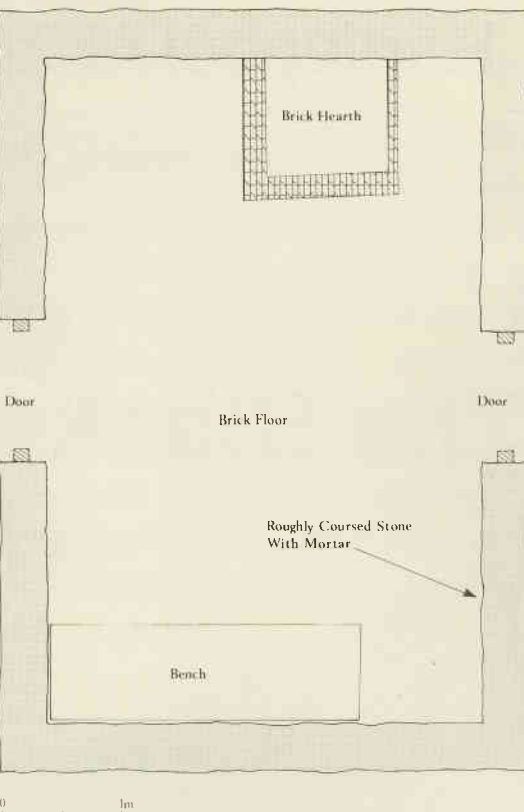 Brick Hearth
Door
Door
Brick Floor
Roughly Coursed Stone
With Mortar
Bench
0 1m